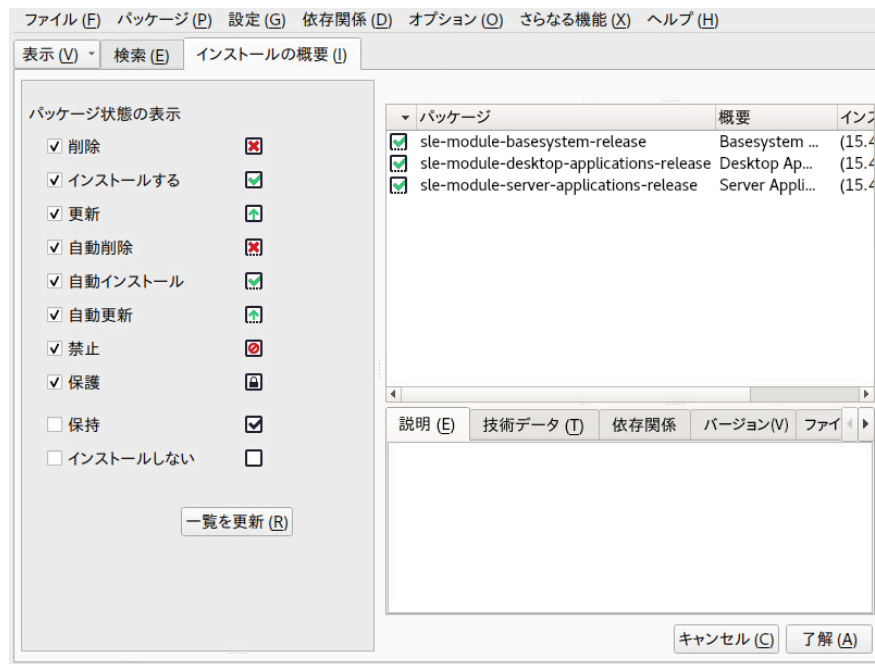 ファイル (F) パッケージ (P) 設定 (G) 依存関係 (D) オプション (O) さらなる機能 (X) ヘルプ (H)
表示 (V) 検索 (E) インストールの概要 (I)
パッケージ状態の表示
削除
インストールする
更新
自動削除
自動インストール
自動更新
禁止
保護
保持
インストールしない
一覧を更新 (R)
パッケージ 概要 インス
sle-module-basesystem-release Basesystem ... (15.4
sle-module-desktop-applications-release Desktop Ap... (15.4
sle-module-server-applications-release Server Appli... (15.4
説明 (E) 技術データ (T) 依存関係 バージョン(V) ファイ
キャンセル (C) 了解 (A)